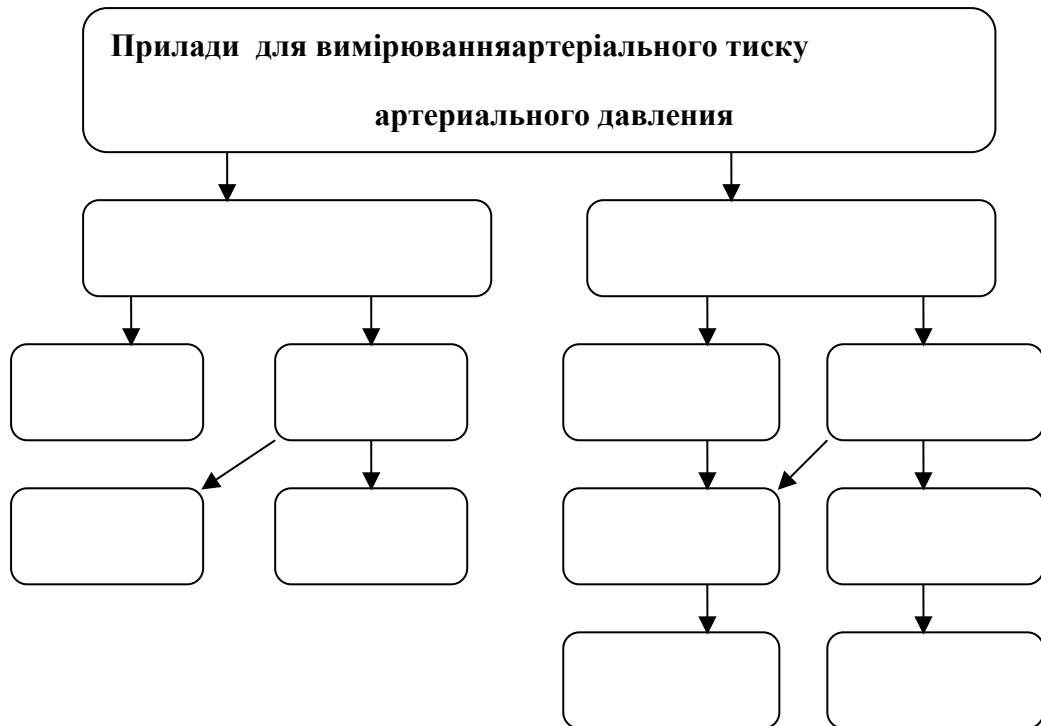 Прилади для вимірюванняартеріального тиску
артериального давления